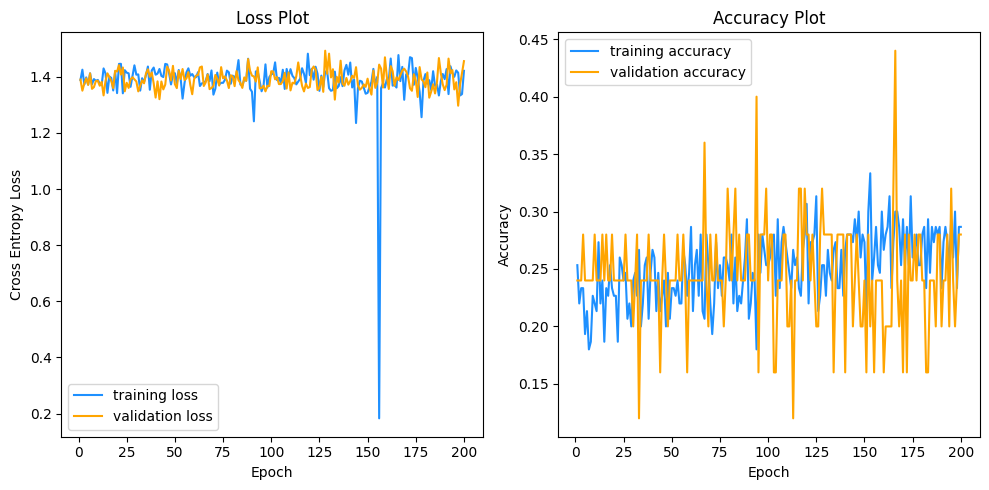 Loss Plot
Cross Entropy Loss
1.4
1.2
1.0
0.8
0.6
0.4
0.2
training loss
validation loss
0 25 50 75 100 125 150 175 200
Epoch
Accuracy Plot
Accuracy
0.45
0.40
0.35
0.30
0.25
0.20
0.15
training accuracy
validation accuracy
0 25 50 75 100 125 150 175 200
Epoch